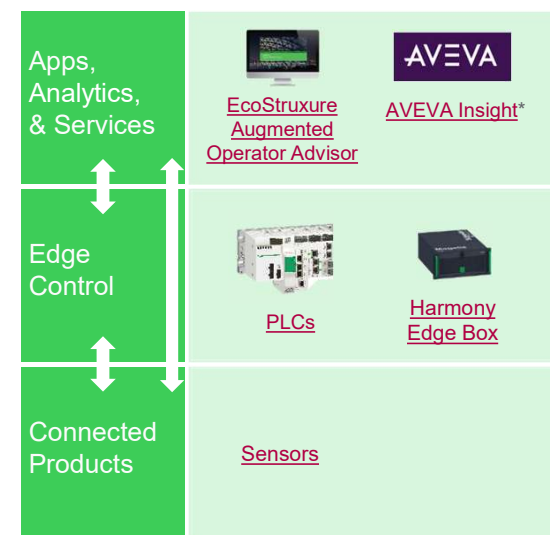 Apps,
Analytics,
& Services
EcoStruxure
Augmented
Operator Advisor
AVEVA
AVEVA Insight*
Edge
Control
PLCs
Harmony
Edge Box
Connected
Products
Sensors